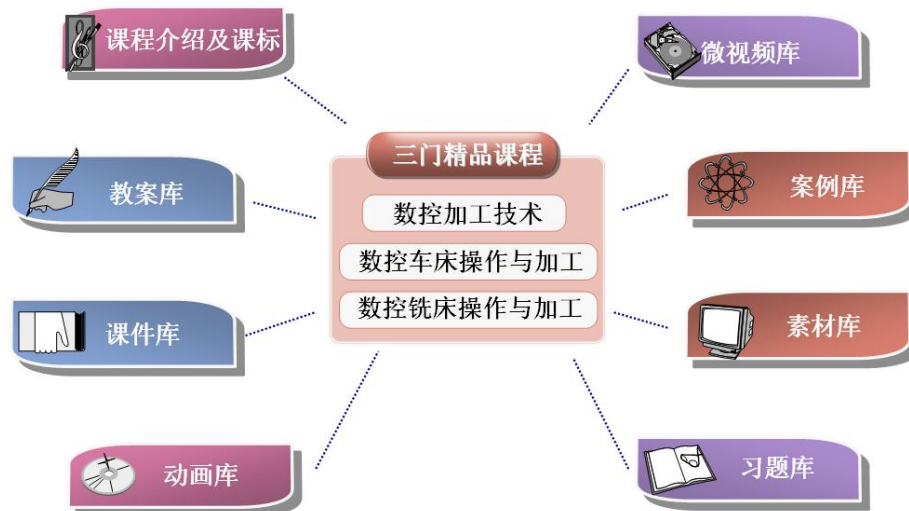 课程介绍及课标
微视频库
三门精品课程
教案库
案例库
数控加工技术
数控车床操作与加工
数控铣床操作与加工
课件库
素材库
动画库
习题库